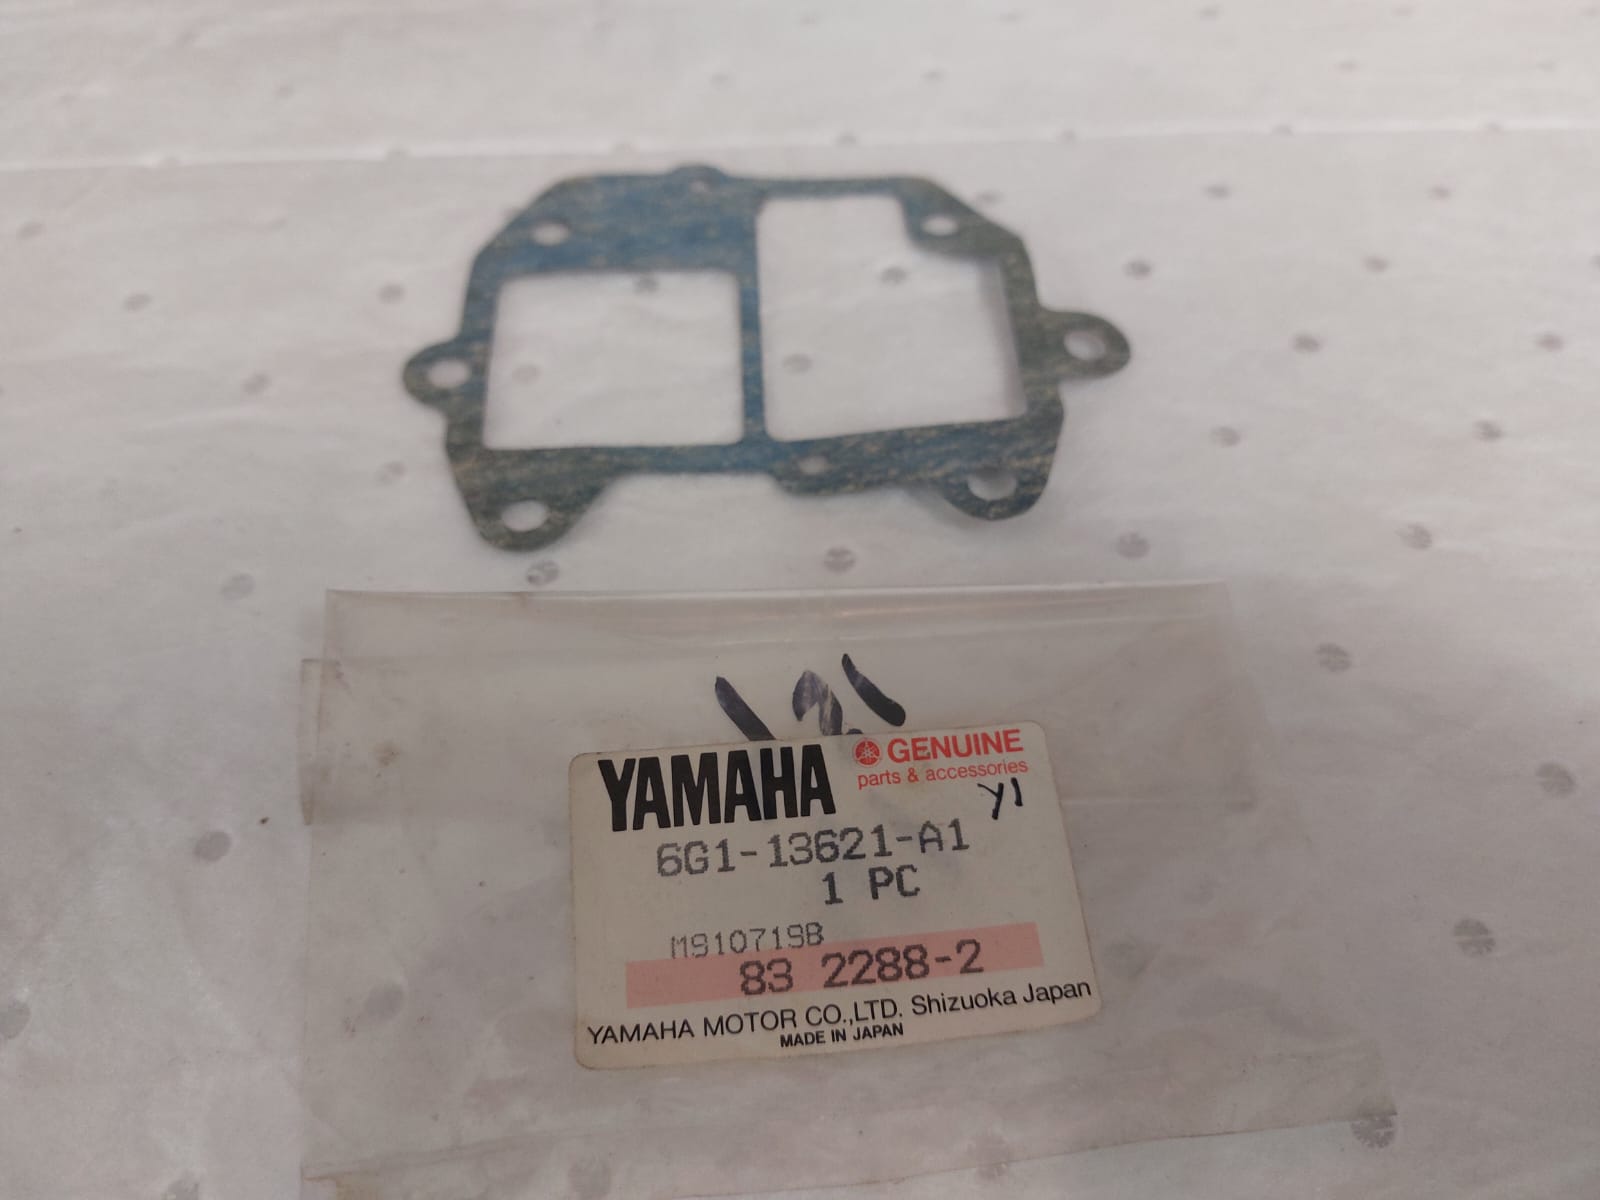 YAMAHA GENUINE
parts & accessories
Y1
6G1-13621-A1
1 PC
M910719B
83 2288-2
YAMAHA MOTOR CO.,LTD. Shizuoka Japan
MADE IN JAPAN